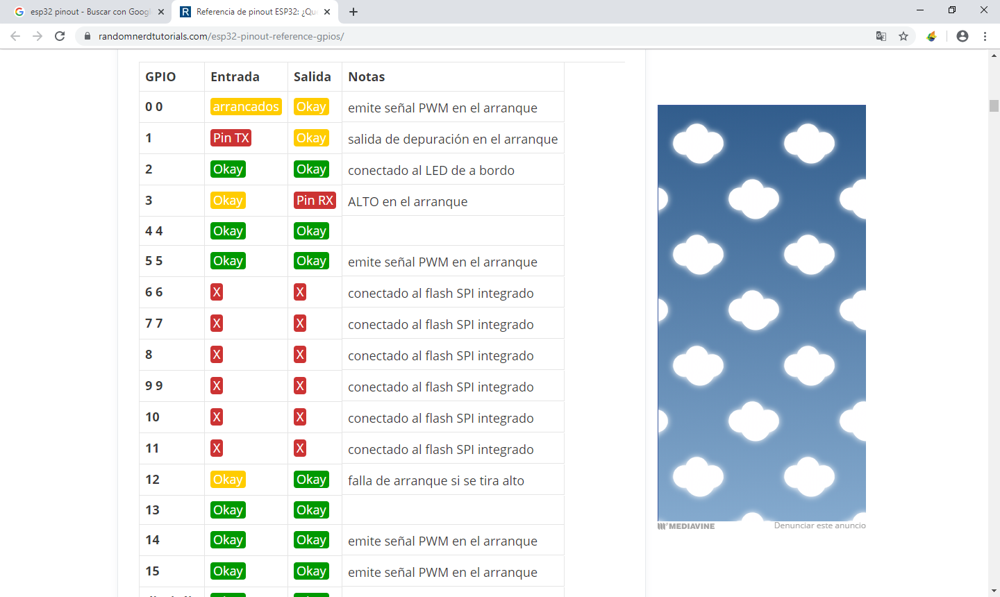 esp32 pinout - Buscar con Googl
Referencia de pinout ESP32: ¿Qu
randomnerdtutorials.com/esp32-pinout-reference-gpios/
GPIO Entrada Salida Notas
0 0 arrancados Okay emite señal PWM en el arranque
1 Pin TX Okay salida de depuración en el arranque
2 Okay Okay conectado al LED de a bordo
3 Okay Pin RX ALTO en el arranque
4 4 Okay Okay
5 5 Okay Okay emite señal PWM en el arranque
6 6 X X conectado al flash SPI integrado
7 7 X X conectado al flash SPI integrado
8 X X conectado al flash SPI integrado
9 9 X X conectado al flash SPI integrado
10 X X conectado al flash SPI integrado
11 X X conectado al flash SPI integrado
12 Okay Okay falla de arranque si se tira alto
13 Okay Okay
14 Okay Okay emite señal PWM en el arranque
15 Okay Okay emite señal PWM en el arranque
MEDIAVINE
Denunciar este anuncio